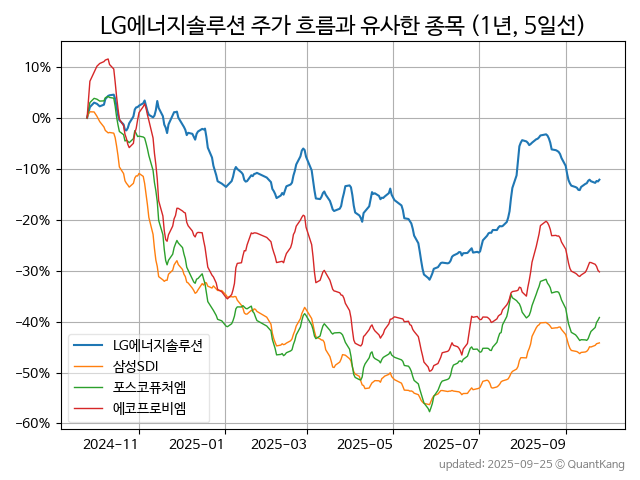 LG에너지솔루션 주가 흐름과 유사한 종목 (1년, 5일선)
10%
0%
−10%
−20%
−30%
−40%
−50%
−60%
LG에너지솔루션
삼성SDI
포스코퓨처엠
에코프로비엠
2024-11
2025-01
2025-03
2025-05
2025-07
2025-09
updated: 2025-09-25 © QuantKang